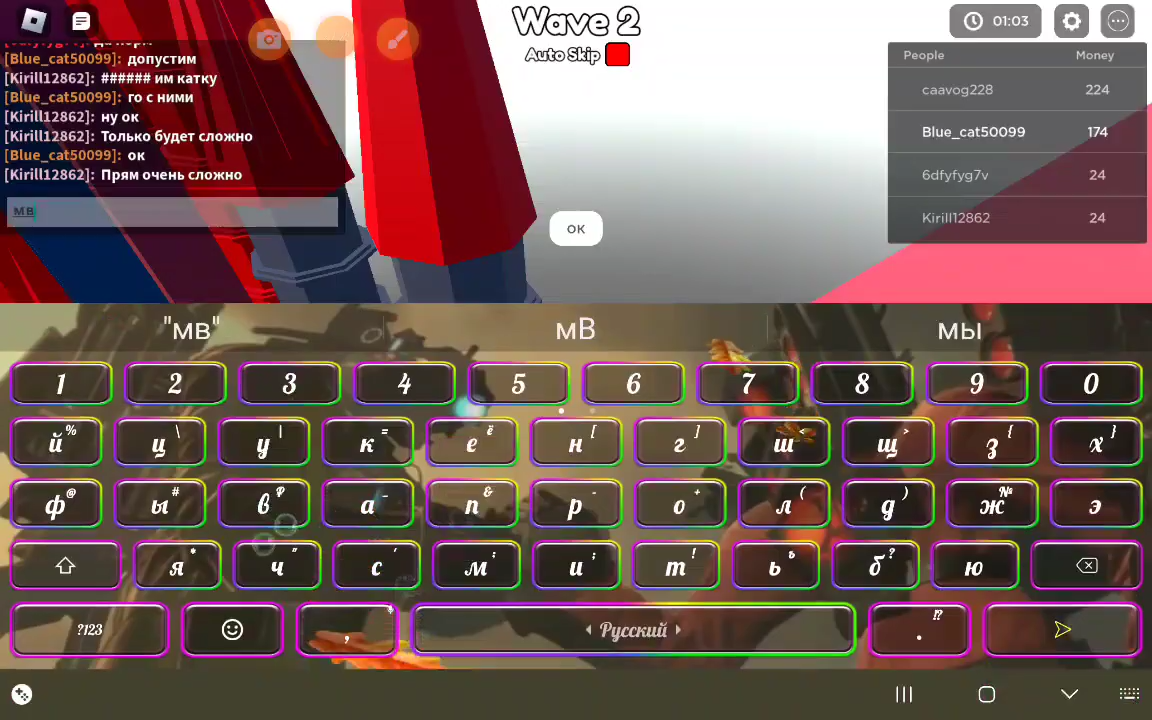 [Blue_cat50099]: допустим
[Kirill12862]: ###### им катку
[Blue_cat50099]: го с ними
[Kirill12862]: ну ок
[Kirill12862]: Только будет сложно
[Blue_cat50099]: ок
[Kirill12862]: Прям очень сложно
мв
Wave 2
Auto Skip
01:03
People Money
caavog228 224
Blue_cat50099 174
6dfyfyg7v 24
Kirill12862 24
ОК
"мв" мВ мы
1 2 3 4 5 6 7 8 9 0
й % ц \ у | к = е ё н [ г ] ш < щ > з { х }
ф @ ы # в ₽ а - п & р - о + л ( д ) ж № э
я * ч " с ' м : и ; т ! ь ъ б ? ю
?123 , Русский . !?